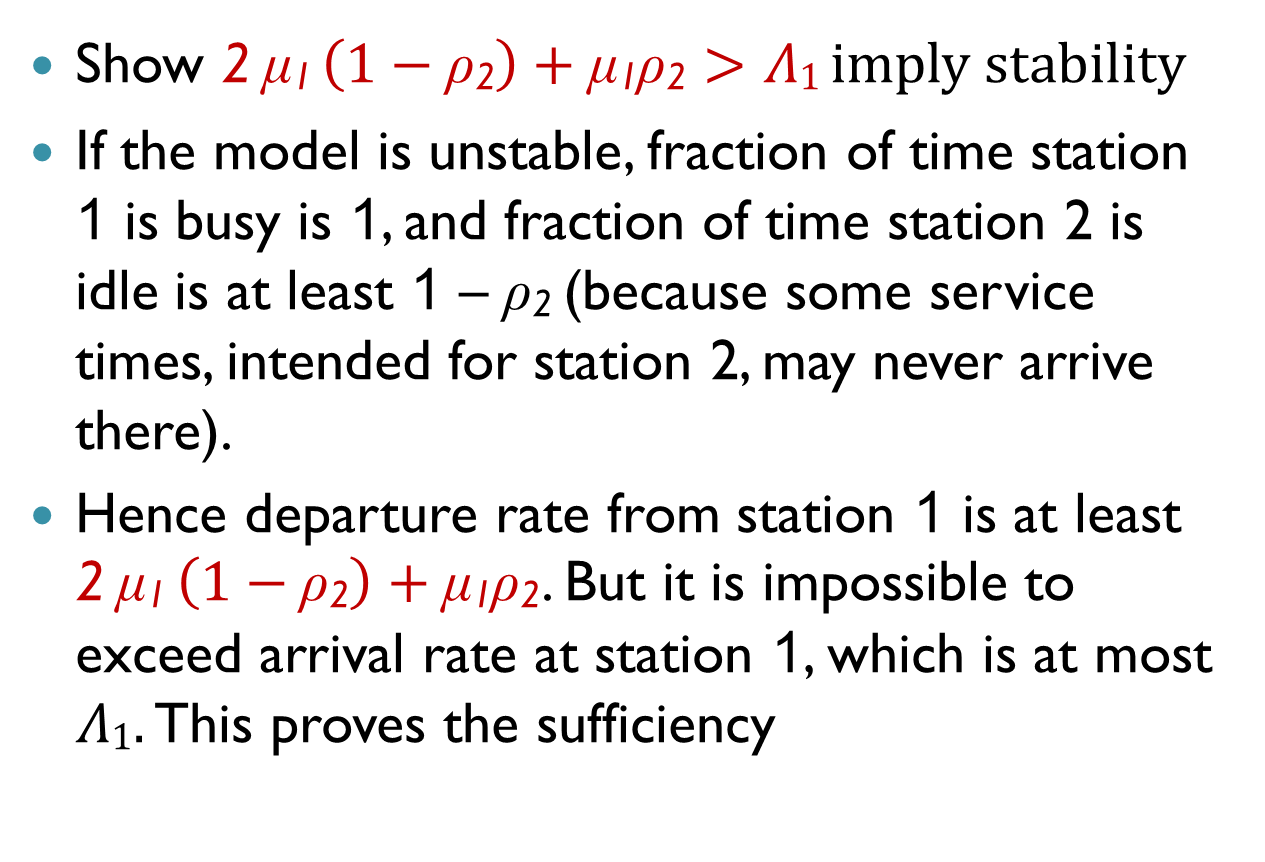 • Show 2 μ₁ (1 − ρ₂) + μ₁ρ₂ > Λ₁ imply stability
• If the model is unstable, fraction of time station
1 is busy is 1, and fraction of time station 2 is
idle is at least 1 − ρ₂ (because some service
times, intended for station 2, may never arrive
there).
• Hence departure rate from station 1 is at least
2 μ₁ (1 − ρ₂) + μ₁ρ₂. But it is impossible to
exceed arrival rate at station 1, which is at most
Λ₁. This proves the sufficiency